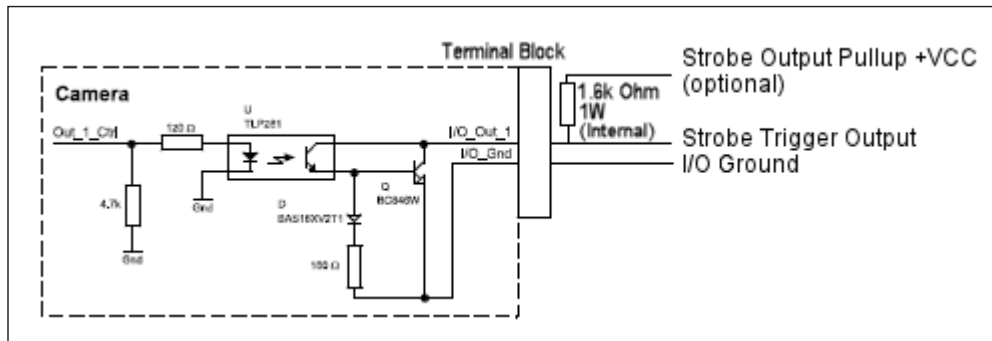 Terminal Block
Strobe Output Pullup +VCC
(optional)
Camera
1.6k Ohm
1W
(Internal)
U
TLP281
Out_1_Ctrl
120 Ω
I/O_Out_1
Strobe Trigger Output
I/O_Gnd
I/O Ground
Q
BC846W
4.7k
Gnd
D
BAS16XV2T1
Gnd
100 Ω